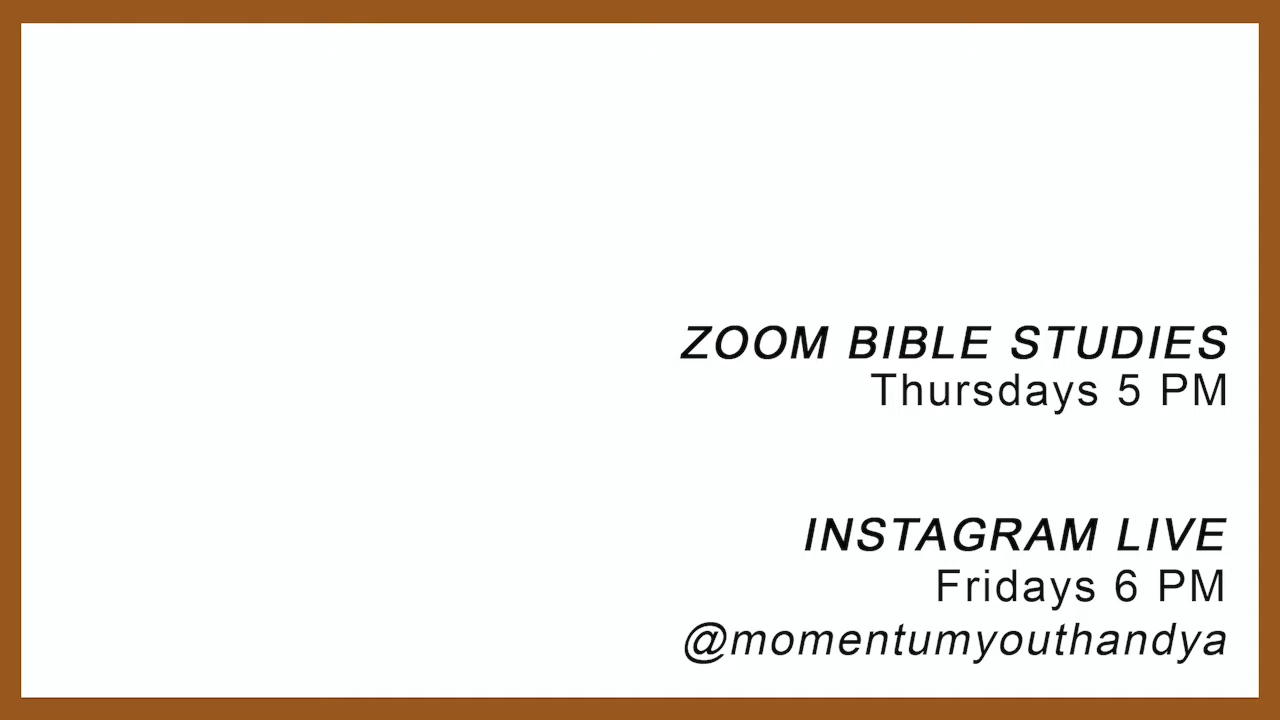 ZOOM BIBLE STUDIES
Thursdays 5 PM
INSTAGRAM LIVE
Fridays 6 PM
@momentumyouthandya